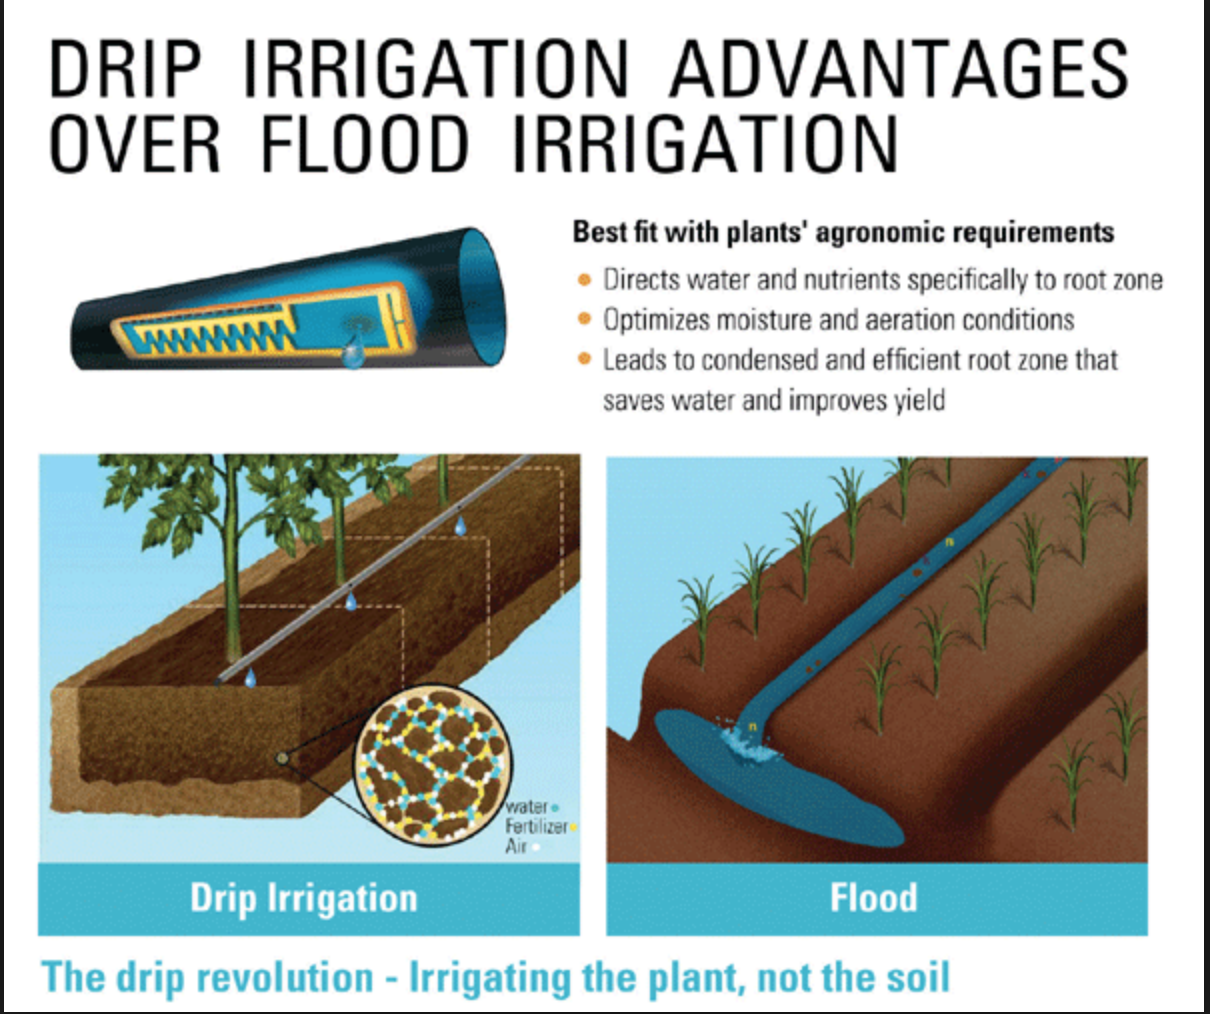 DRIP IRRIGATION ADVANTAGES
OVER FLOOD IRRIGATION
Best fit with plants' agronomic requirements
Directs water and nutrients specifically to root zone
Optimizes moisture and aeration conditions
Leads to condensed and efficient root zone that
saves water and improves yield
water
Fertilizer
Air
n
n
Drip Irrigation
Flood
The drip revolution - Irrigating the plant, not the soil